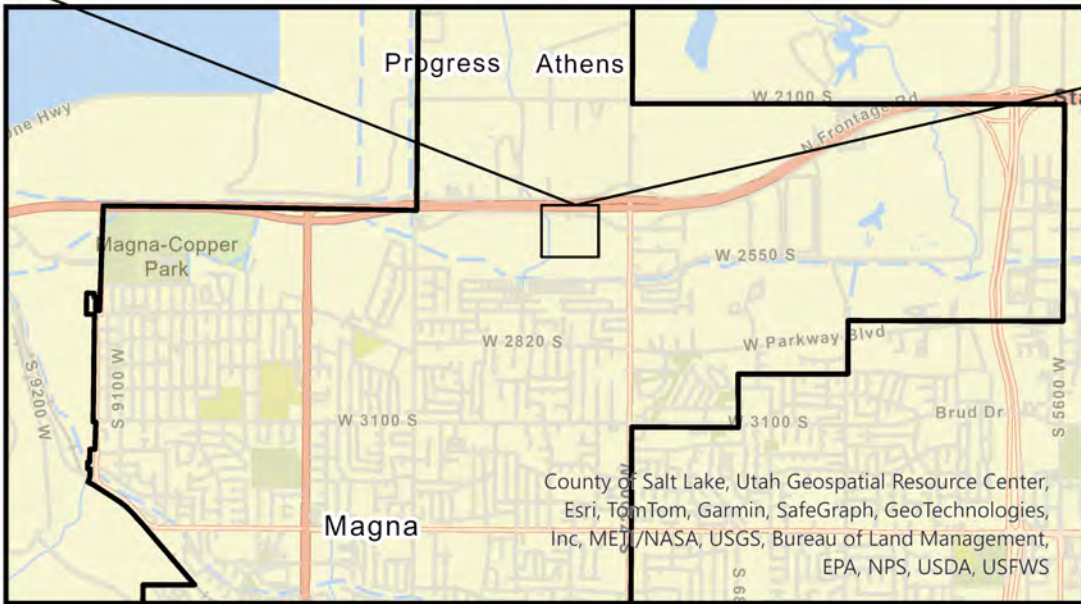 Progress Athens
W 2100 S
Sta
One Hwy
N Frontage Rd
Magna-Copper
Park
W 2550 S
W 2820 S
W Parkway Blvd
S 9200 W
S 9100 W
W 3100 S
W 3100 S
Brud Dr
S 5600 W
Magna
County of Salt Lake, Utah Geospatial Resource Center,
Esri, TomTom, Garmin, SafeGraph, GeoTechnologies,
Inc, METI/NASA, USGS, Bureau of Land Management,
EPA, NPS, USDA, USFWS